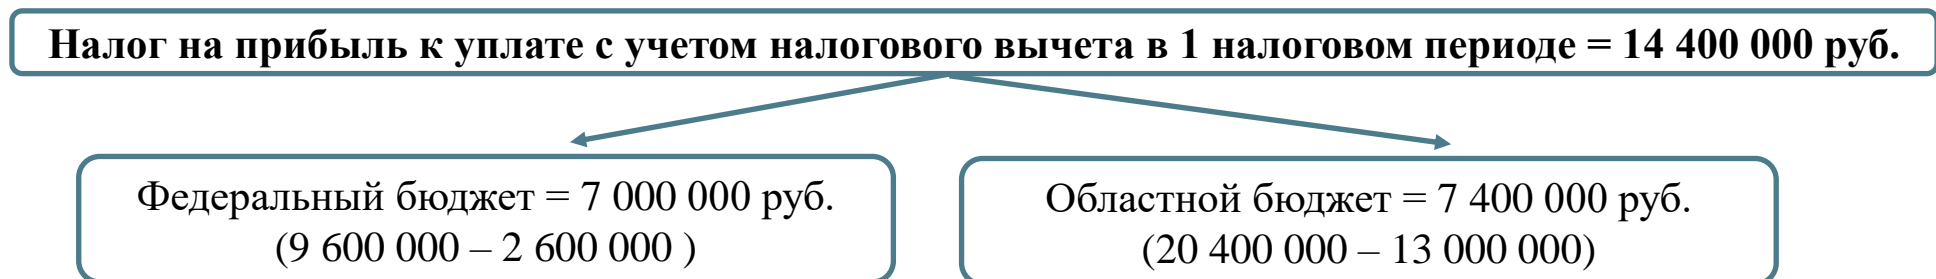 Налог на прибыль к уплате с учетом налогового вычета в 1 налоговом периоде = 14 400 000 руб.
Федеральный бюджет = 7 000 000 руб.
(9 600 000 – 2 600 000 )
Областной бюджет = 7 400 000 руб.
(20 400 000 – 13 000 000)